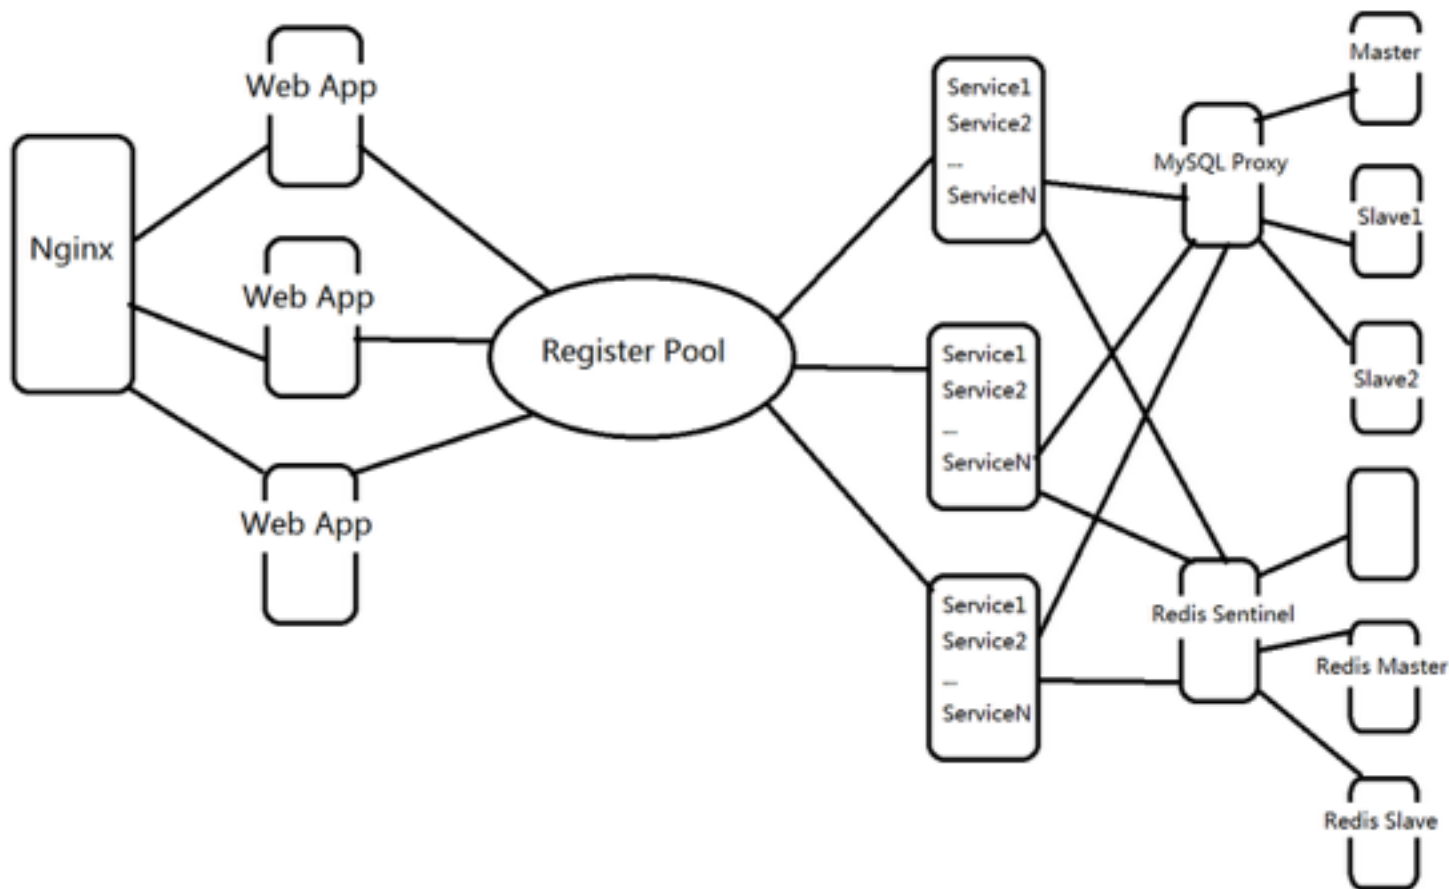 Nginx
Web App
Web App
Web App
Register Pool
Service1
Service2
...
ServiceN
Service1
Service2
...
ServiceN
Service1
Service2
...
ServiceN
MySQL Proxy
Master
Slave1
Slave2
Redis Sentinel
Redis Master
Redis Slave